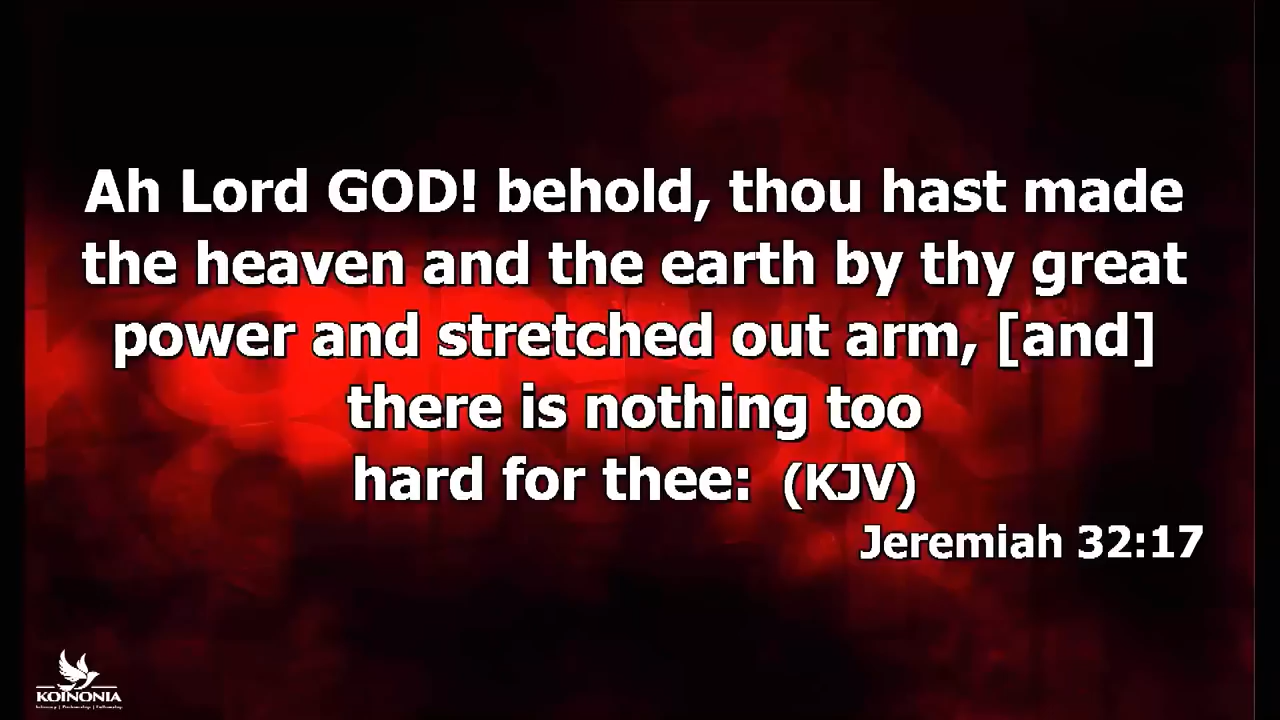 Ah Lord GOD! behold, thou hast made
the heaven and the earth by thy great
power and stretched out arm, [and]
there is nothing too
hard for thee: (KJV)
Jeremiah 32:17
KOINONIA